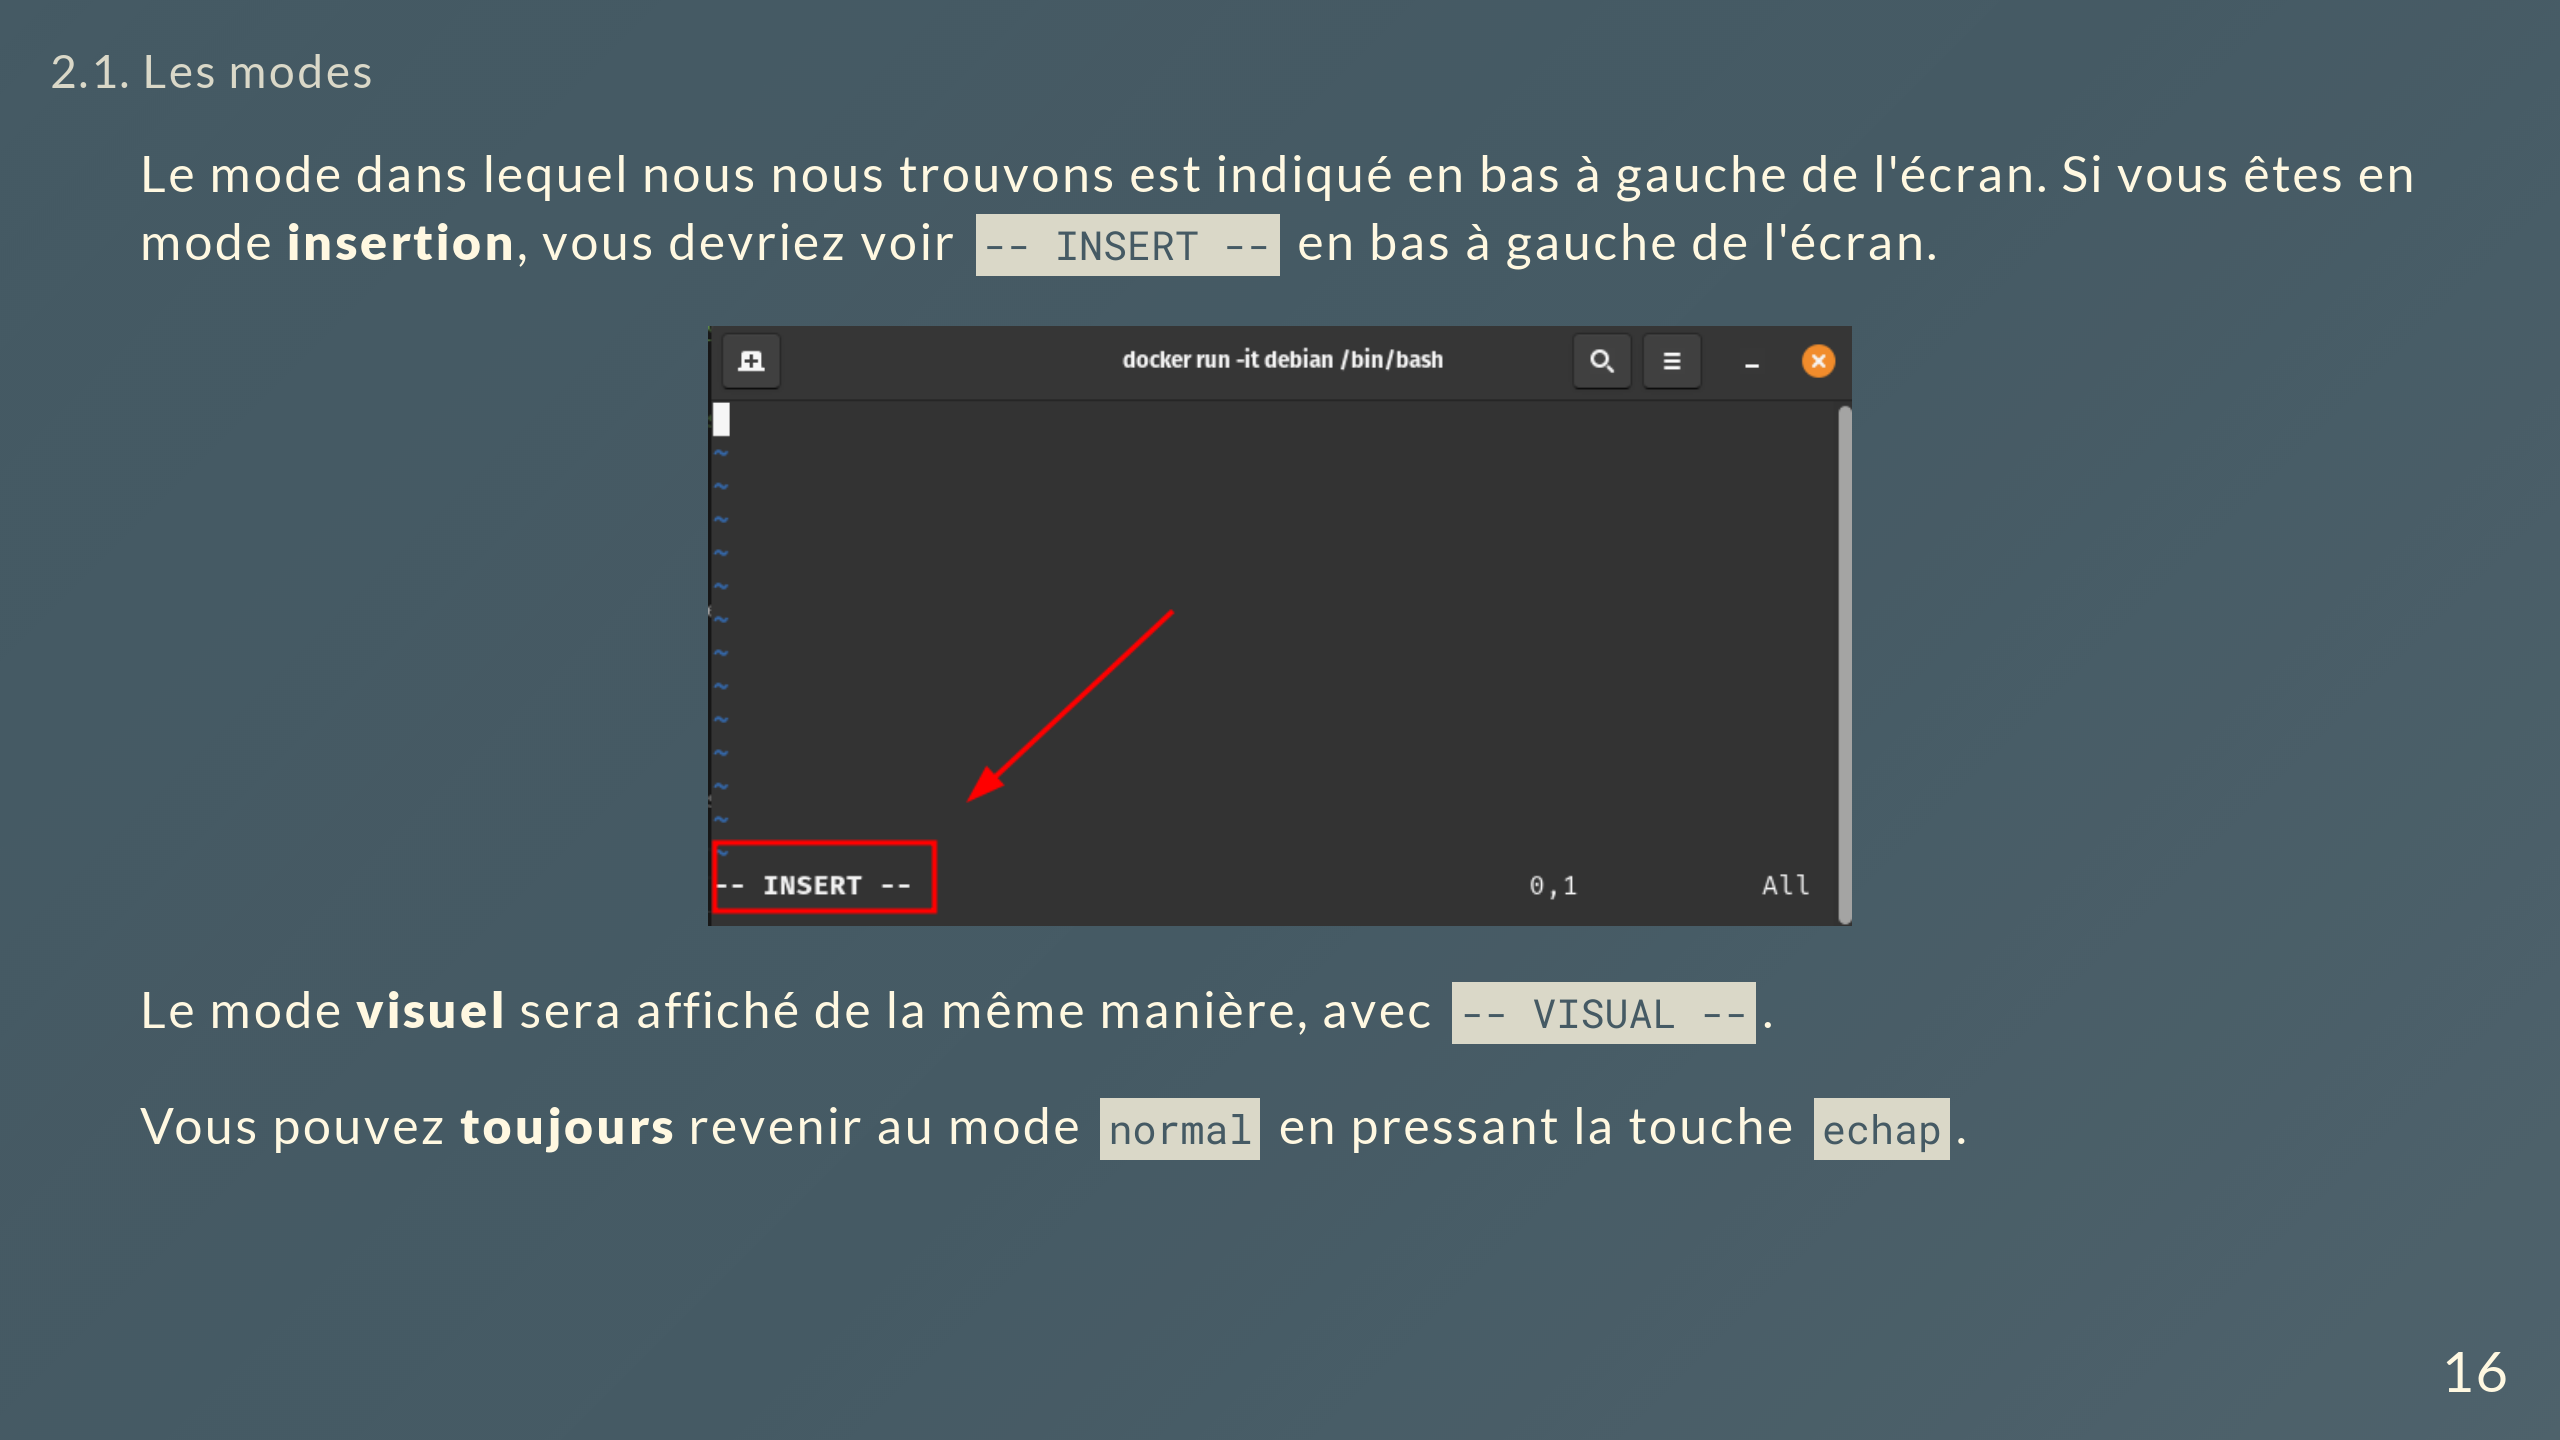 2.1. Les modes
Le mode dans lequel nous nous trouvons est indiqué en bas à gauche de l'écran. Si vous êtes en
mode insertion, vous devriez voir -- INSERT -- en bas à gauche de l'écran.
docker run -it debian /bin/bash
~
~
~
~
~
~
~
~
~
~
~
~
~
-- INSERT -- 0,1 All
Le mode visuel sera affiché de la même manière, avec -- VISUAL --.
Vous pouvez toujours revenir au mode normal en pressant la touche echap.
16